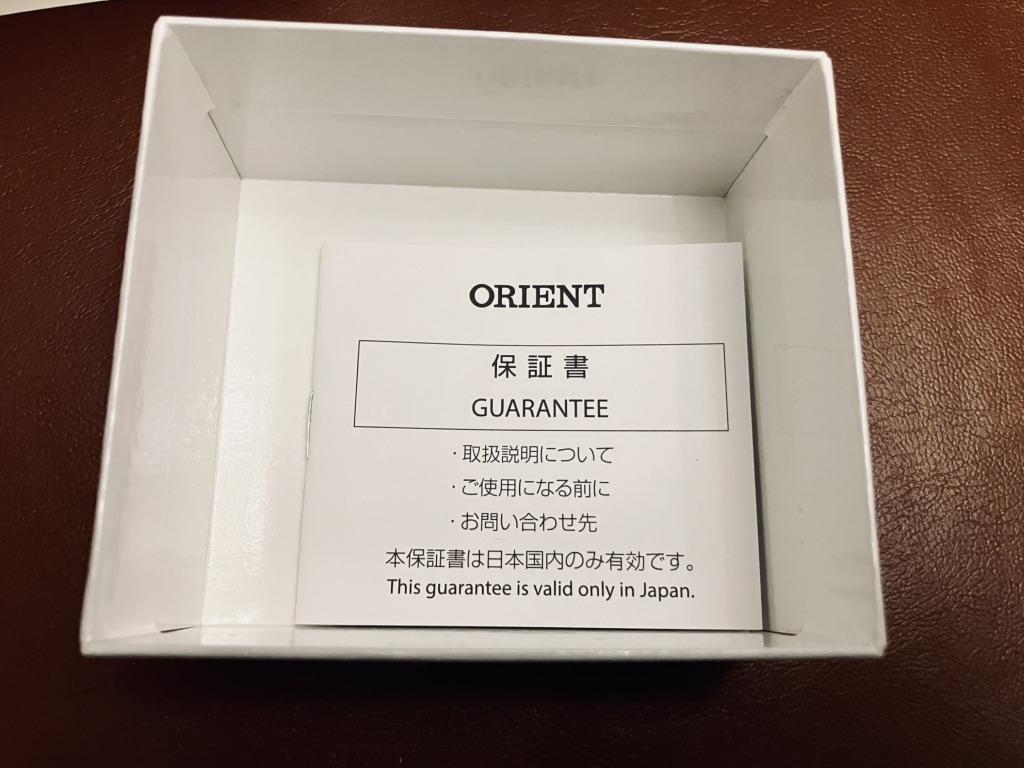 ORIENT
保証書
GUARANTEE
・取扱説明について
・ご使用になる前に
・お問い合わせ先
本保証書は日本国内のみ有効です。
This guarantee is valid only in Japan.